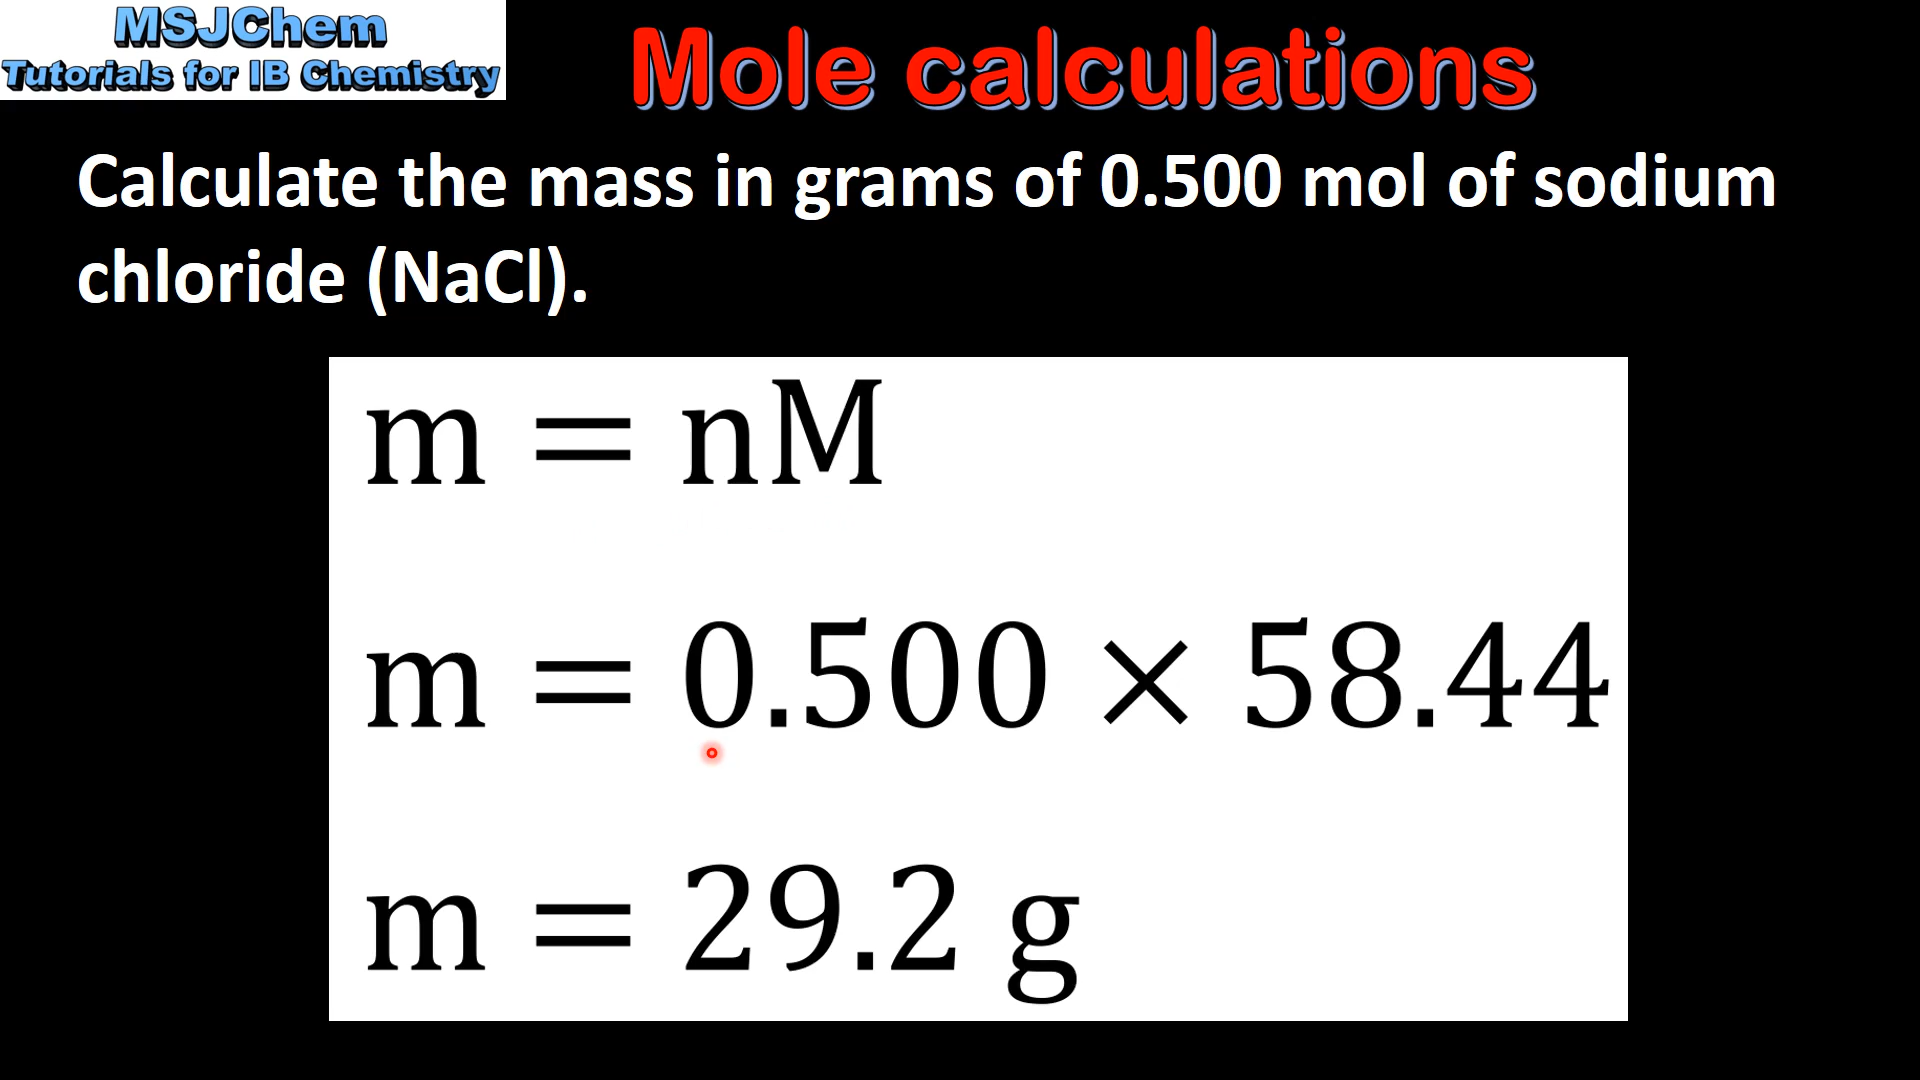 MSJChem
Tutorials for IB Chemistry
Mole calculations
Calculate the mass in grams of 0.500 mol of sodium
chloride (NaCl).
m = nM
m = 0.500 × 58.44
m = 29.2 g